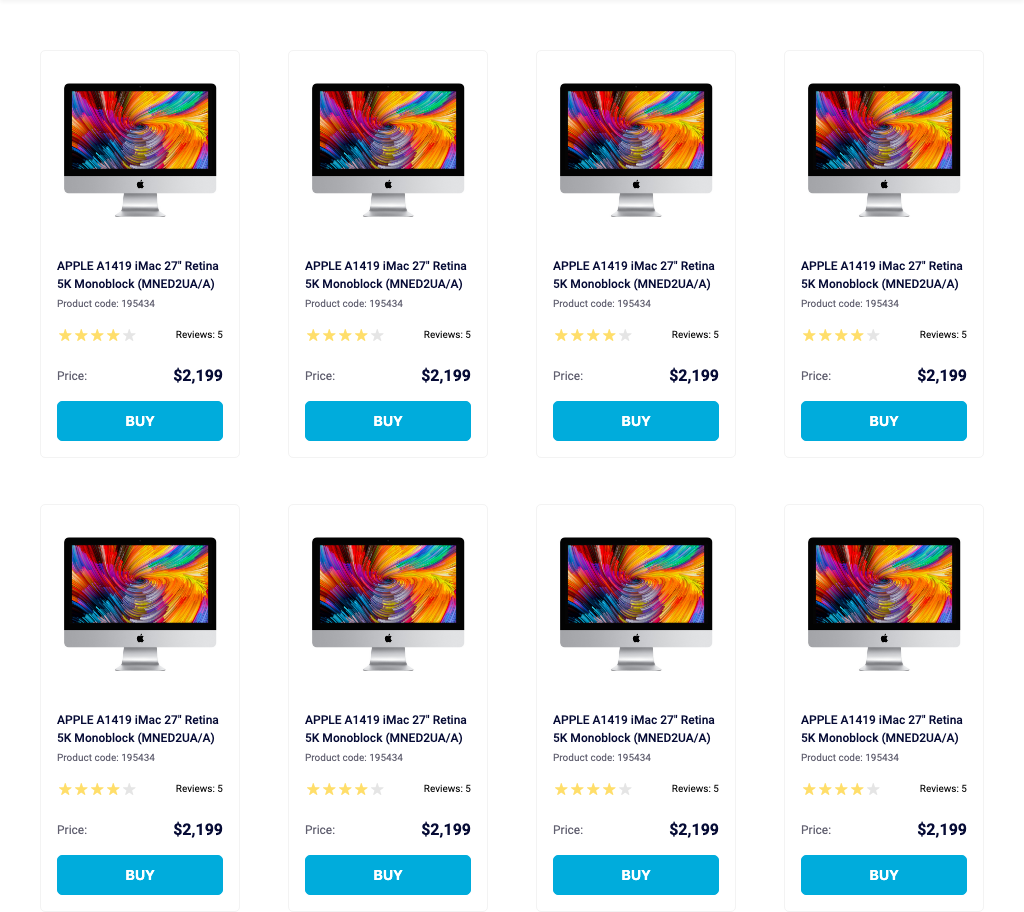 APPLE A1419 iMac 27" Retina
5K Monoblock (MNED2UA/A)
Product code: 195434
Reviews: 5
Price: $2,199
BUY
APPLE A1419 iMac 27" Retina
5K Monoblock (MNED2UA/A)
Product code: 195434
Reviews: 5
Price: $2,199
BUY
APPLE A1419 iMac 27" Retina
5K Monoblock (MNED2UA/A)
Product code: 195434
Reviews: 5
Price: $2,199
BUY
APPLE A1419 iMac 27" Retina
5K Monoblock (MNED2UA/A)
Product code: 195434
Reviews: 5
Price: $2,199
BUY
APPLE A1419 iMac 27" Retina
5K Monoblock (MNED2UA/A)
Product code: 195434
Reviews: 5
Price: $2,199
BUY
APPLE A1419 iMac 27" Retina
5K Monoblock (MNED2UA/A)
Product code: 195434
Reviews: 5
Price: $2,199
BUY
APPLE A1419 iMac 27" Retina
5K Monoblock (MNED2UA/A)
Product code: 195434
Reviews: 5
Price: $2,199
BUY
APPLE A1419 iMac 27" Retina
5K Monoblock (MNED2UA/A)
Product code: 195434
Reviews: 5
Price: $2,199
BUY